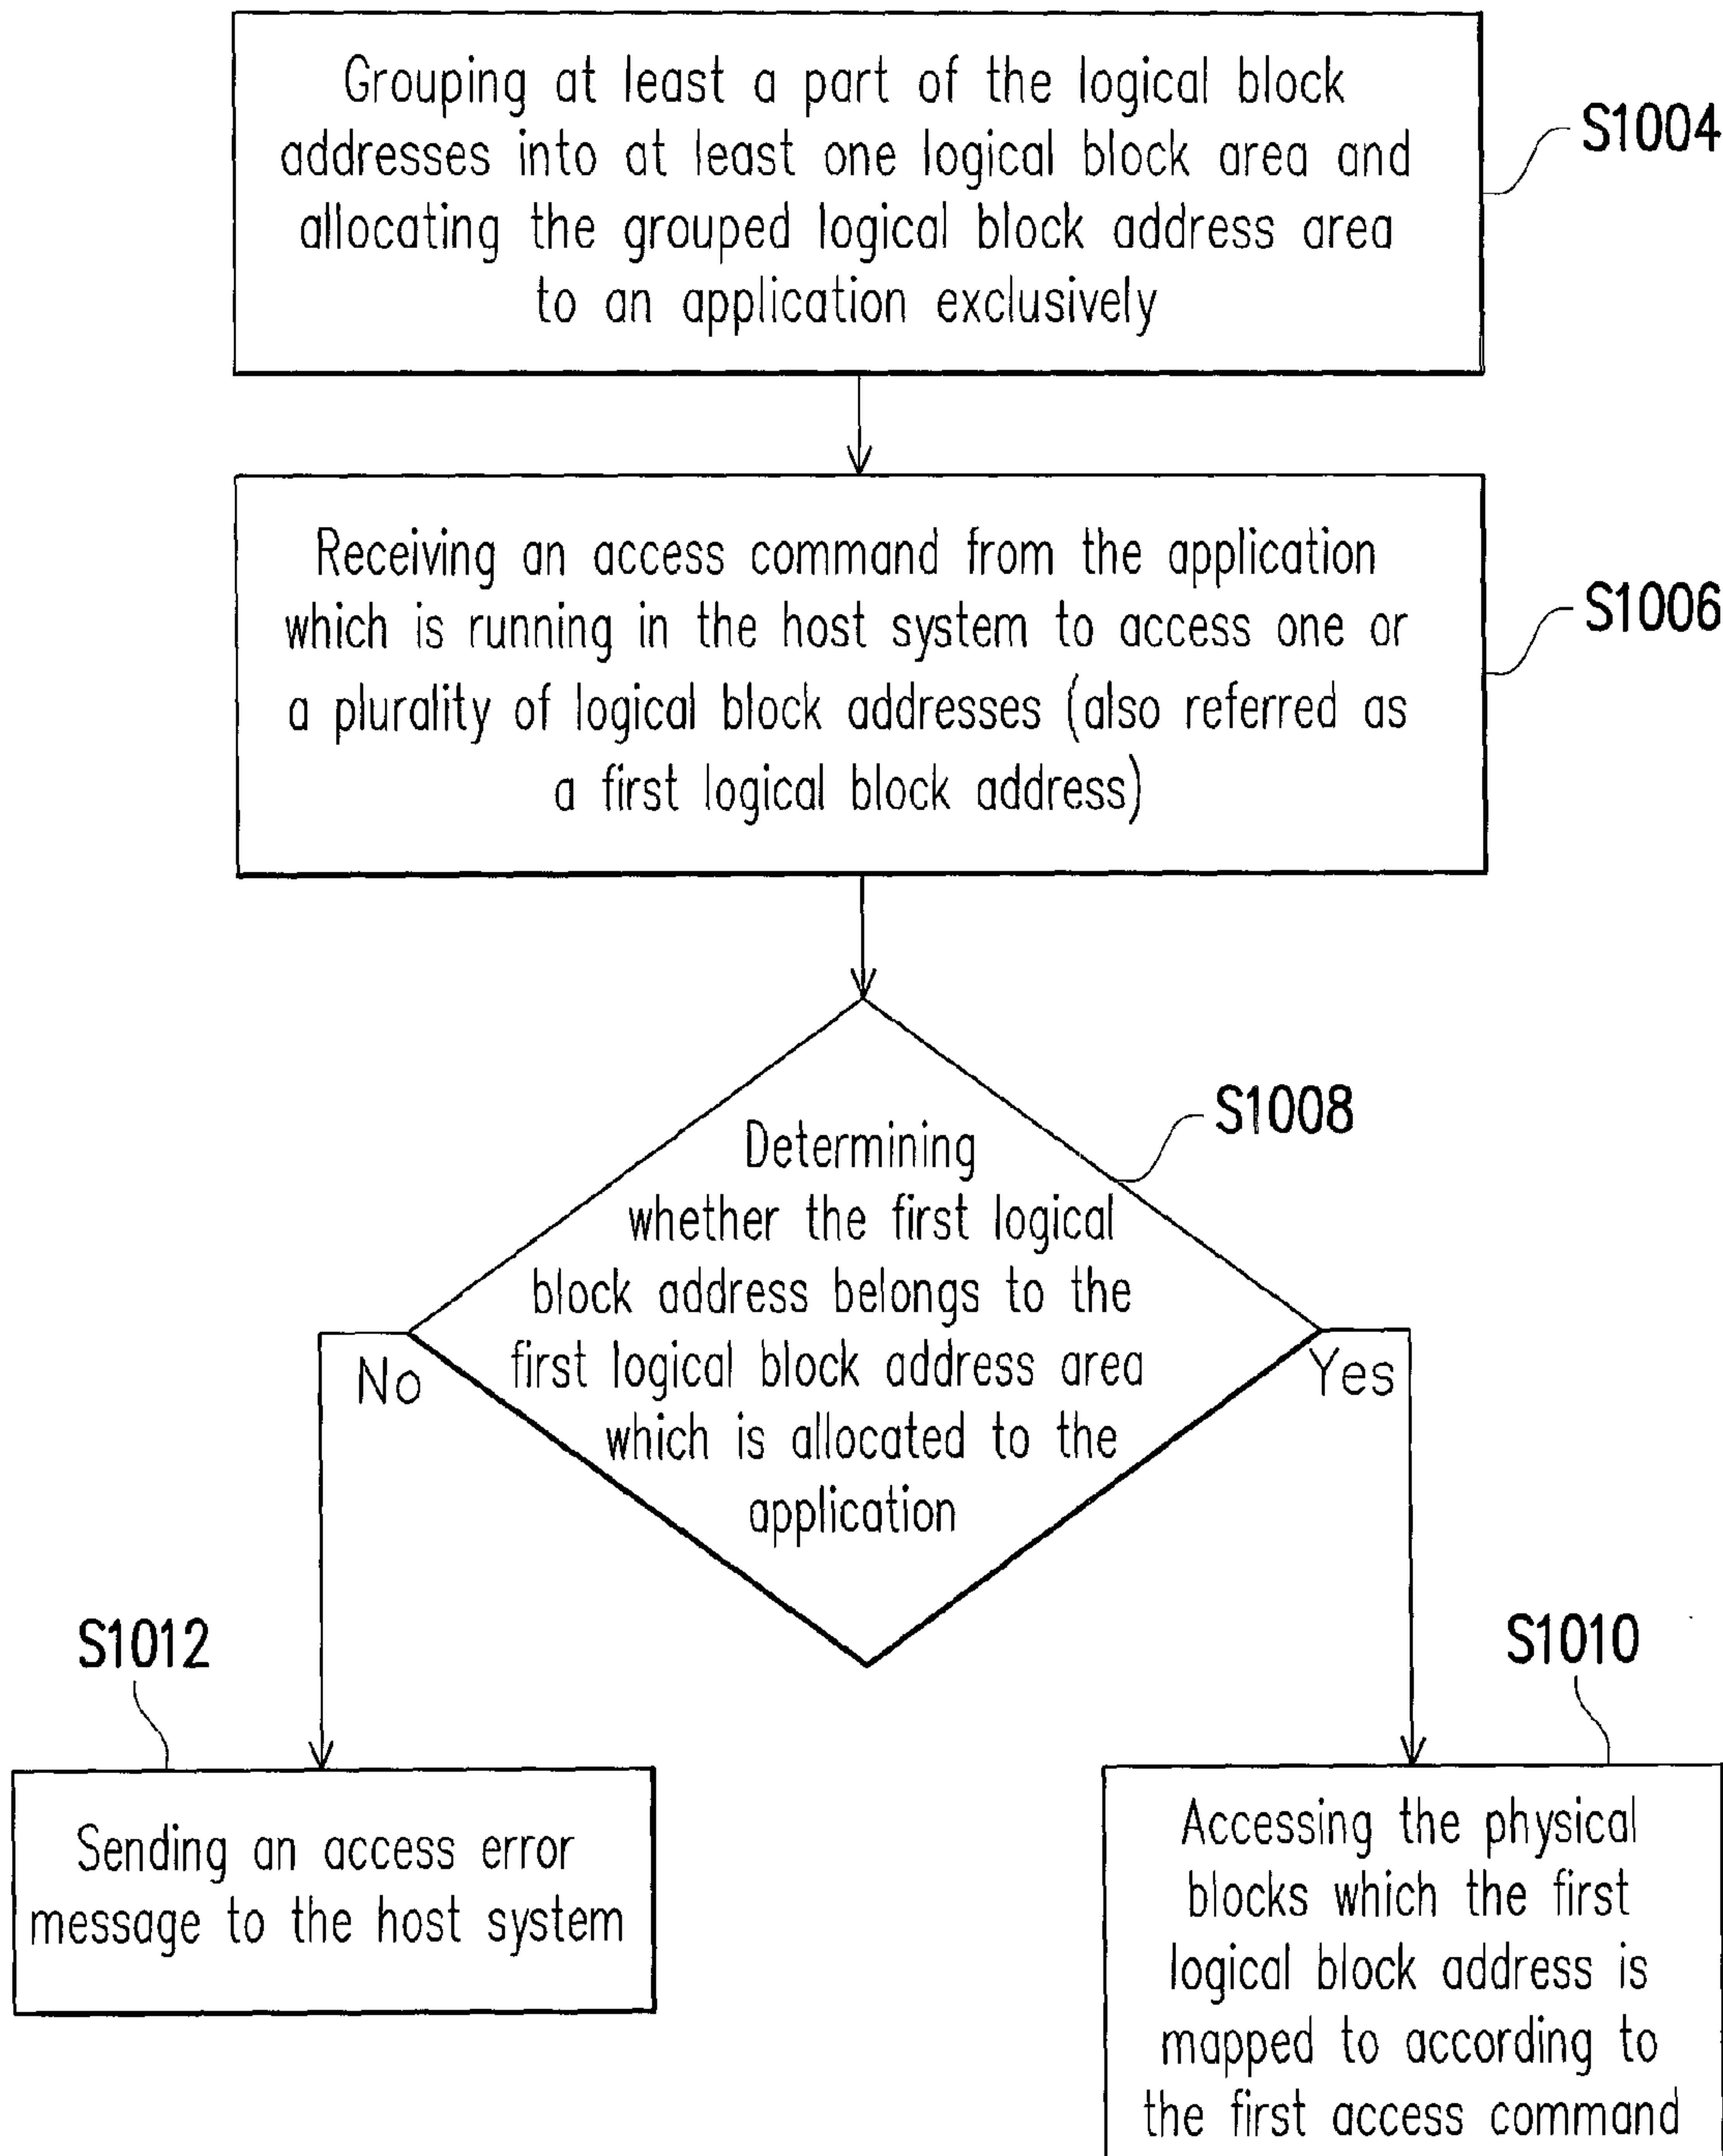 Grouping at least a part of the logical block
addresses into at least one logical block area and
allocating the grouped logical block address area
to an application exclusively
S1004
Receiving an access command from the application
which is running in the host system to access one or
a plurality of logical block addresses (also referred as
a first logical block address)
S1006
Determining
whether the first logical
block address belongs to the
first logical block address area
which is allocated to the
application
S1008
No
Yes
S1012
Sending an access error
message to the host system
S1010
Accessing the physical
blocks which the first
logical block address is
mapped to according to
the first access command